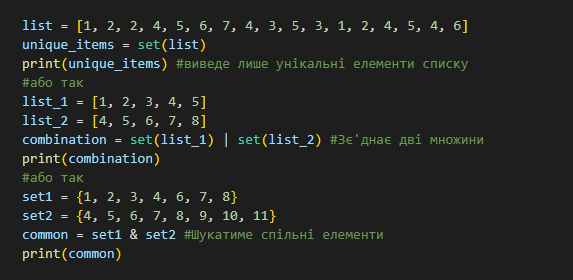 list = [1, 2, 2, 4, 5, 6, 7, 4, 3, 5, 3, 1, 2, 4, 5, 4, 6]
unique_items = set(list)
print(unique_items) #виведе лише унікальні елементи списку
#або так
list_1 = [1, 2, 3, 4, 5]
list_2 = [4, 5, 6, 7, 8]
combination = set(list_1) | set(list_2) #Зє'днає дві множини
print(combination)
#або так
set1 = {1, 2, 3, 4, 6, 7, 8}
set2 = {4, 5, 6, 7, 8, 9, 10, 11}
common = set1 & set2 #Шукатиме спільні елементи
print(common)